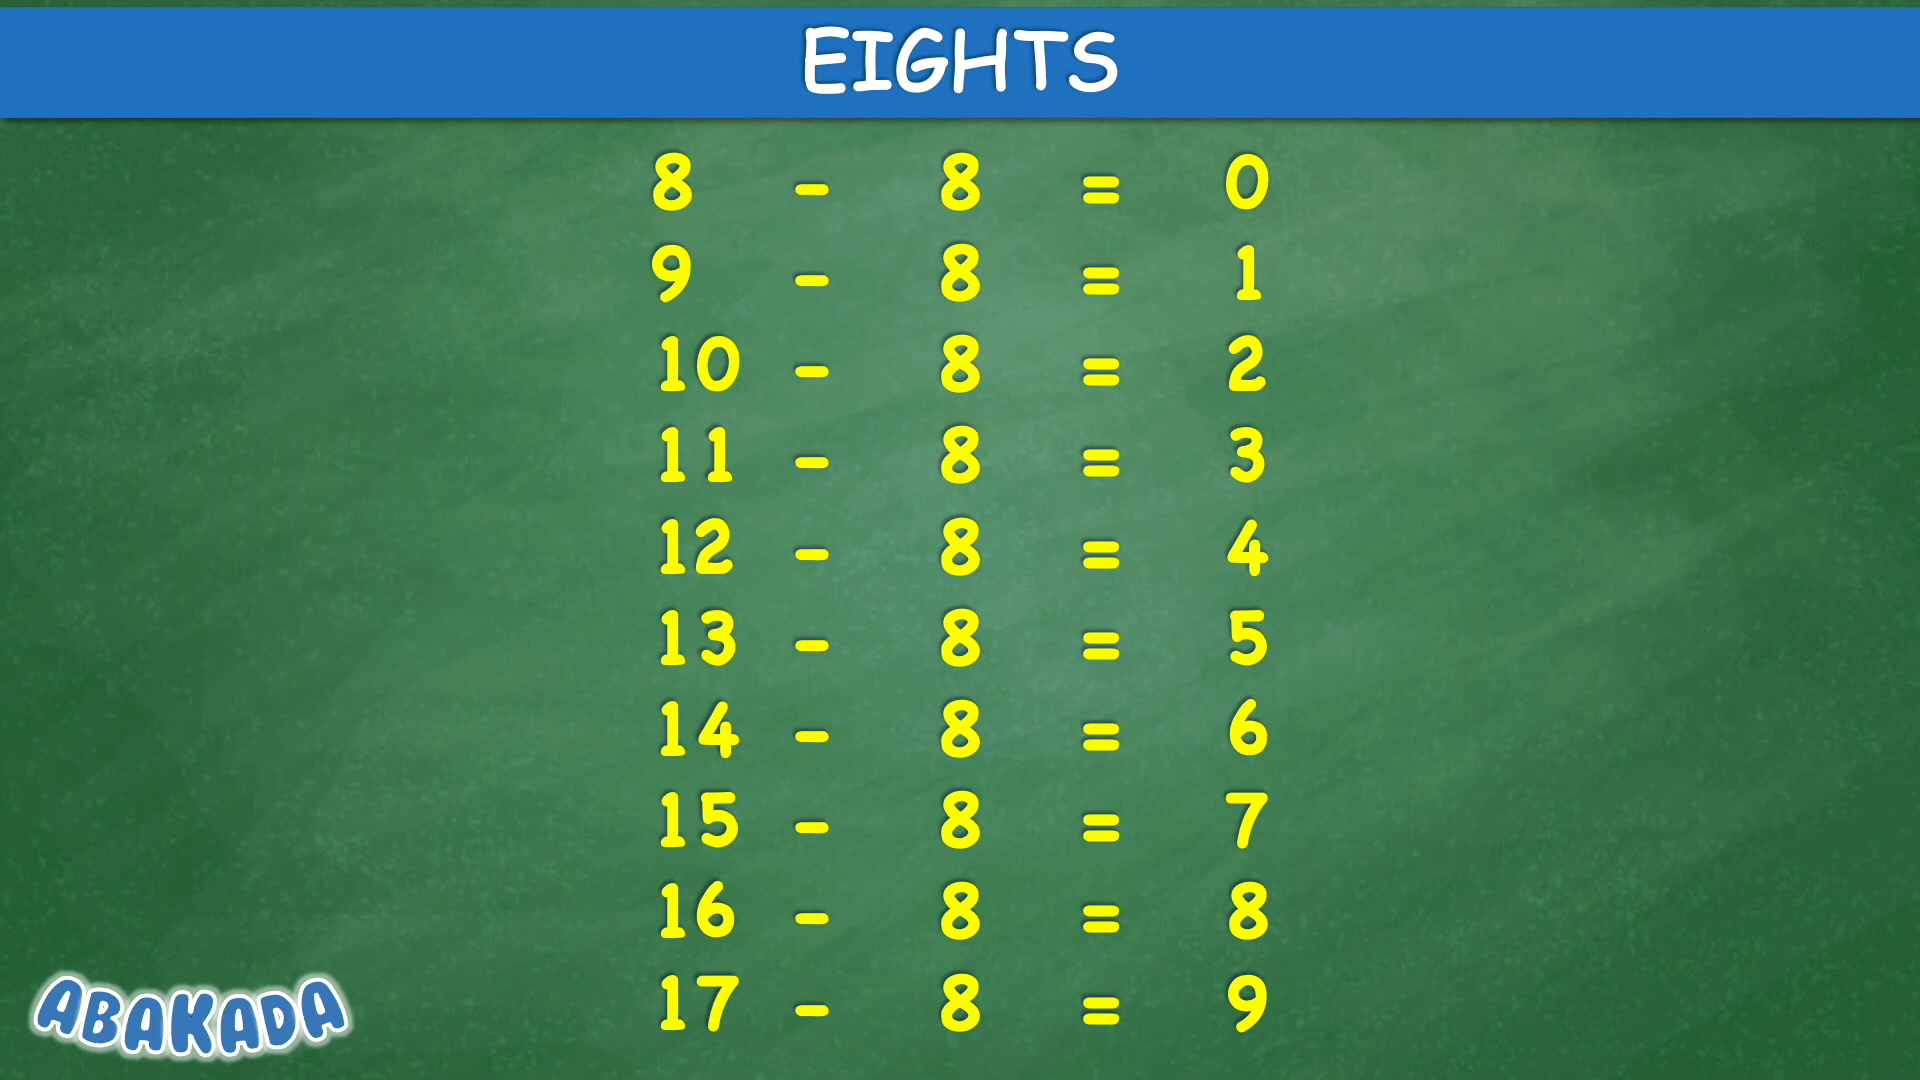 EIGHTS
8 - 8 = 0
9 - 8 = 1
10 - 8 = 2
11 - 8 = 3
12 - 8 = 4
13 - 8 = 5
14 - 8 = 6
15 - 8 = 7
16 - 8 = 8
17 - 8 = 9
ABAKADA